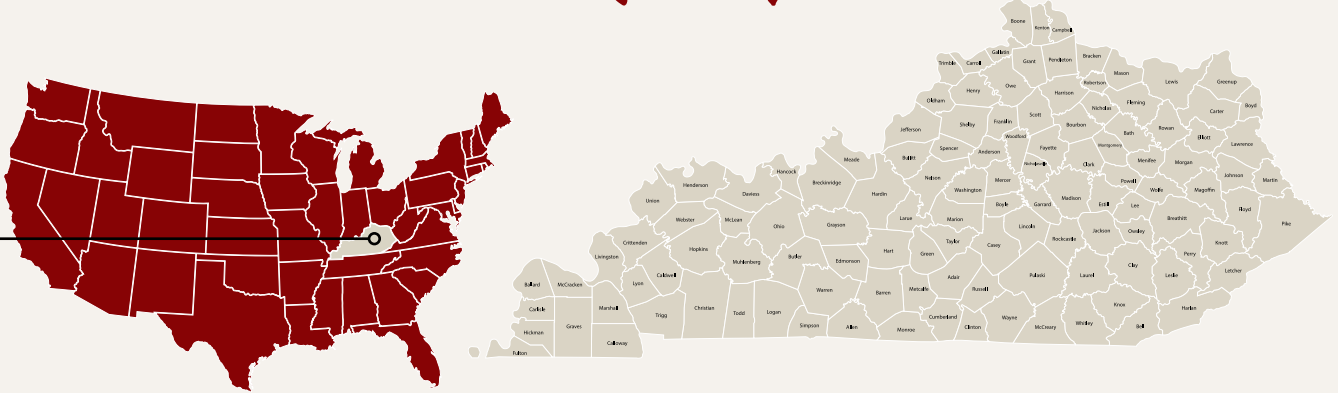 Boone
Kenton
Campbell
Gallatin
Trimble
Carroll
Grant
Pendleton
Bracken
Mason
Robertson
Lewis
Greenup
Oldham
Henry
Owe
Harrison
Nicholas
Fleming
Carter
Boyd
Jefferson
Shelby
Franklin
Scott
Woodford
Bourbon
Bath
Rowan
Elliott
Lawrence
Bullitt
Spencer
Anderson
Fayette
Montgomery
Nicholasville
Clark
Menifee
Morgan
Johnson
Martin
Meade
Hancock
Breckinridge
Hardin
Nelson
Washington
Mercer
Boyle
Garrard
Madison
Estill
Powell
Lee
Wolfe
Magoffin
Floyd
Pike
Henderson
Union
Daviess
Webster
McLean
Ohio
Grayson
Larue
Marion
Lincoln
Rockcastle
Jackson
Owsley
Breathitt
Knott
Perry
Letcher
Crittenden
Livingston
Hopkins
Muhlenberg
Butler
Edmonson
Hart
Green
Taylor
Casey
Adair
Russell
Pulaski
Laurel
Clay
Leslie
Harlan
Ballard
McCracken
Caldwell
Lyon
Carlisle
Marshall
Hickman
Graves
Fulton
Calloway
Trigg
Christian
Todd
Logan
Warren
Simpson
Allen
Barren
Metcalfe
Monroe
Cumberland
Clinton
Wayne
McCreary
Whitley
Knox
Bell